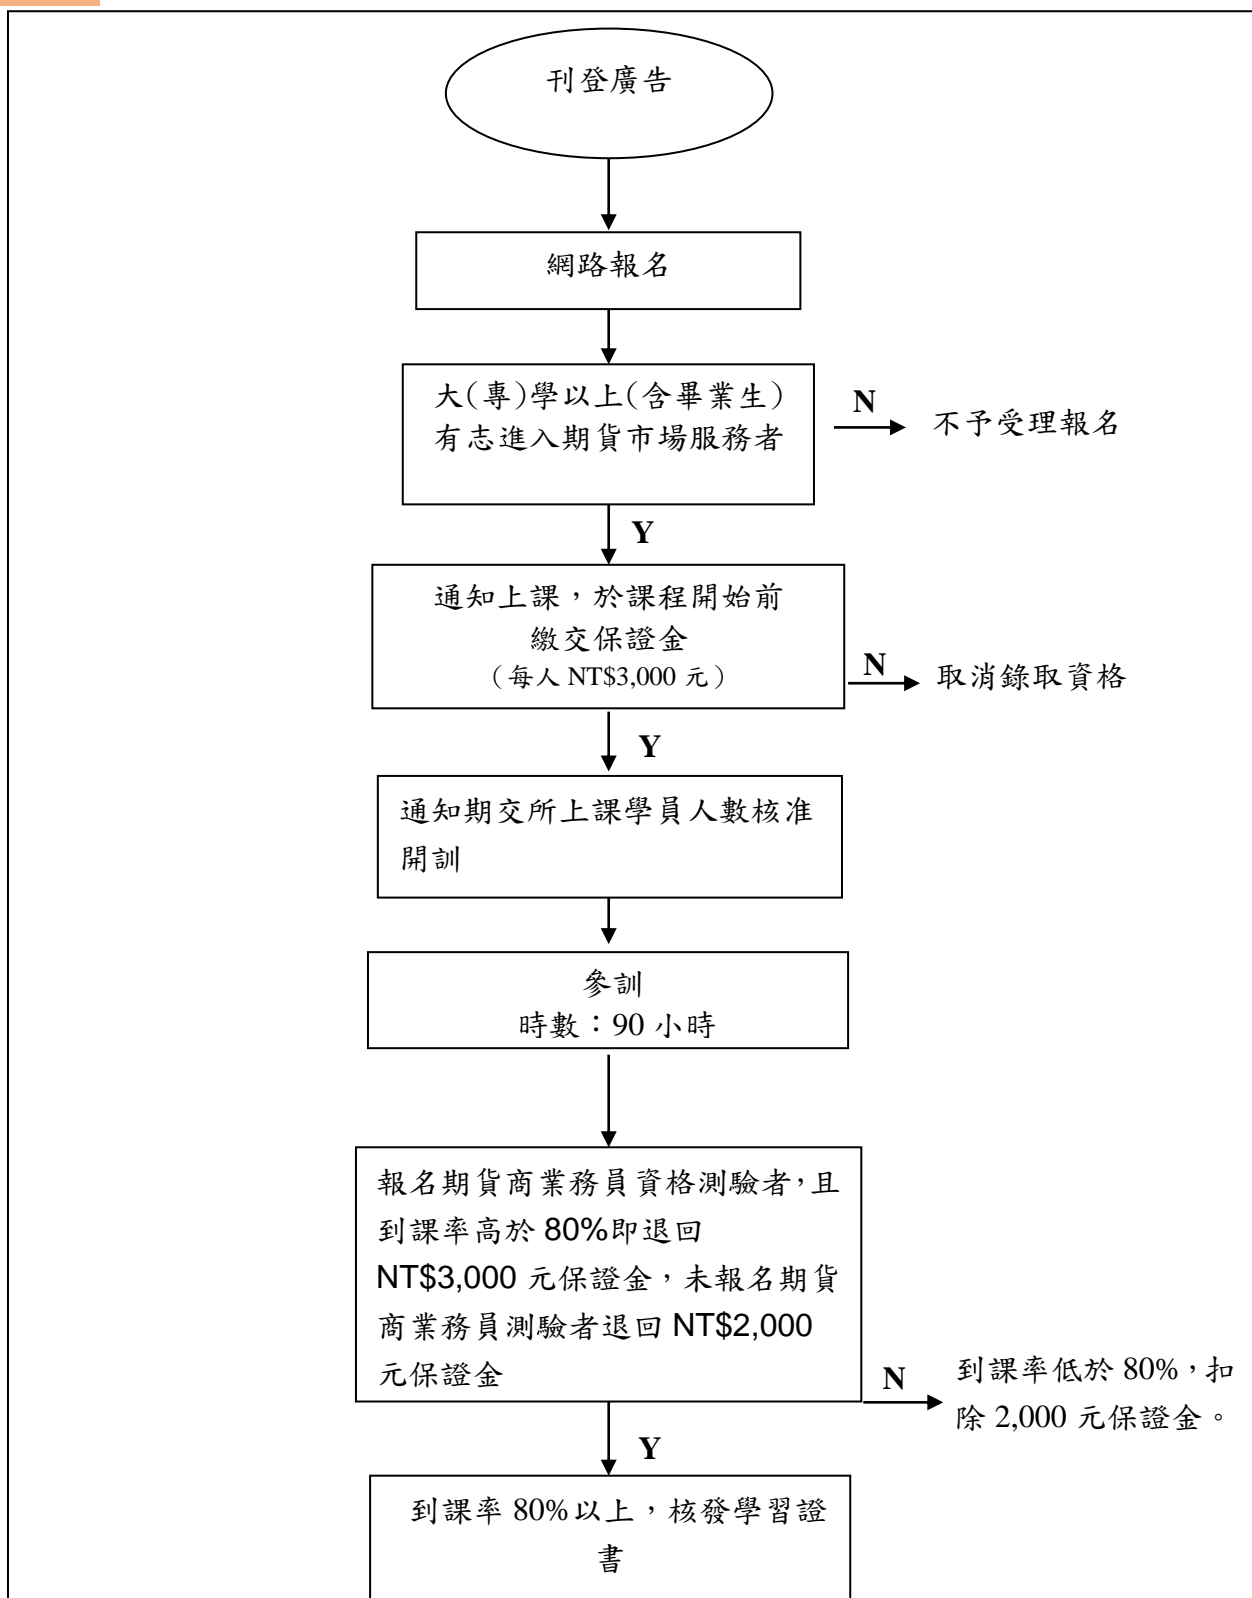 刊登廣告
網路報名
大(專)學以上(含畢業生)
有志進入期貨市場服務者
N
不予受理報名
Y
通知上課，於課程開始前
繳交保證金
（每人 NT$3,000 元）
N
取消錄取資格
Y
通知期交所上課學員人數核准
開訓
參訓
時數：90 小時
報名期貨商業務員資格測驗者，且
到課率高於 80%即退回
NT$3,000 元保證金，未報名期貨
商業務員測驗者退回 NT$2,000
元保證金
N
到課率低於 80%，扣
除 2,000 元保證金。
Y
到課率 80%以上，核發學習證
書